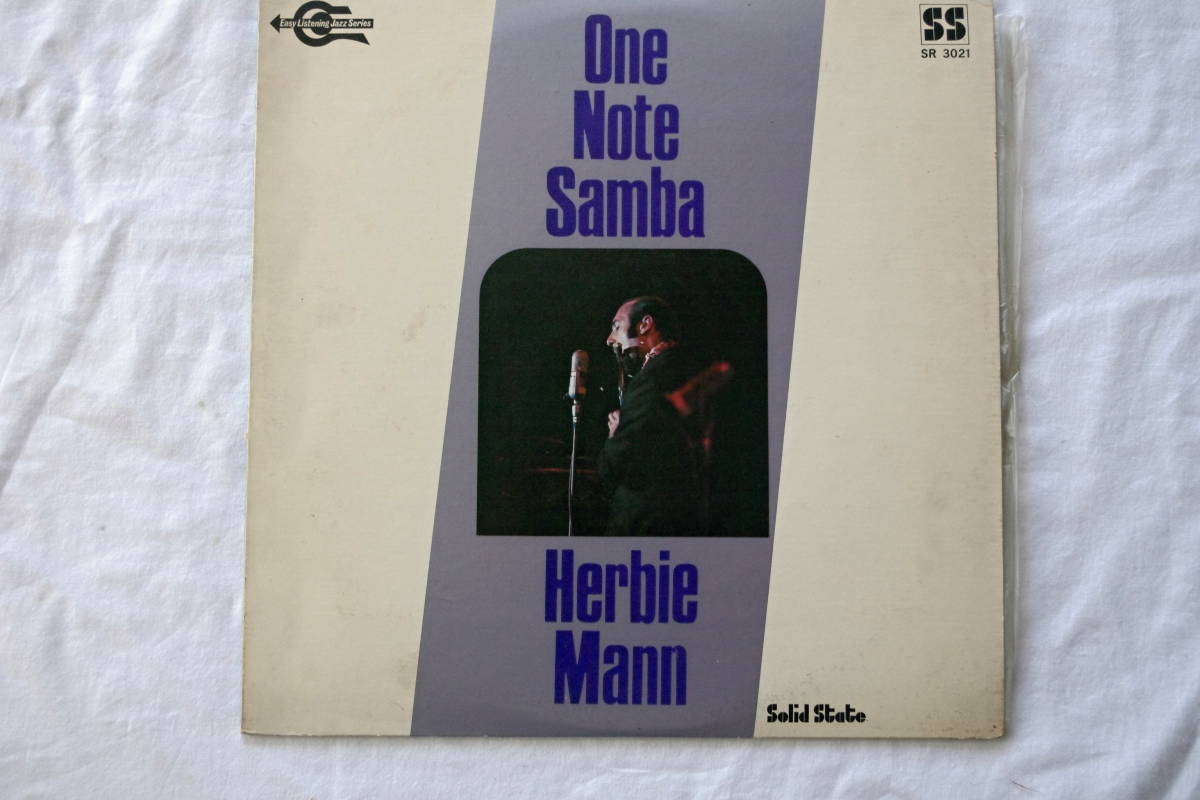 Easy Listening Jazz Series
SS
SR 3021
One
Note
Samba
Herbie
Mann
Solid State